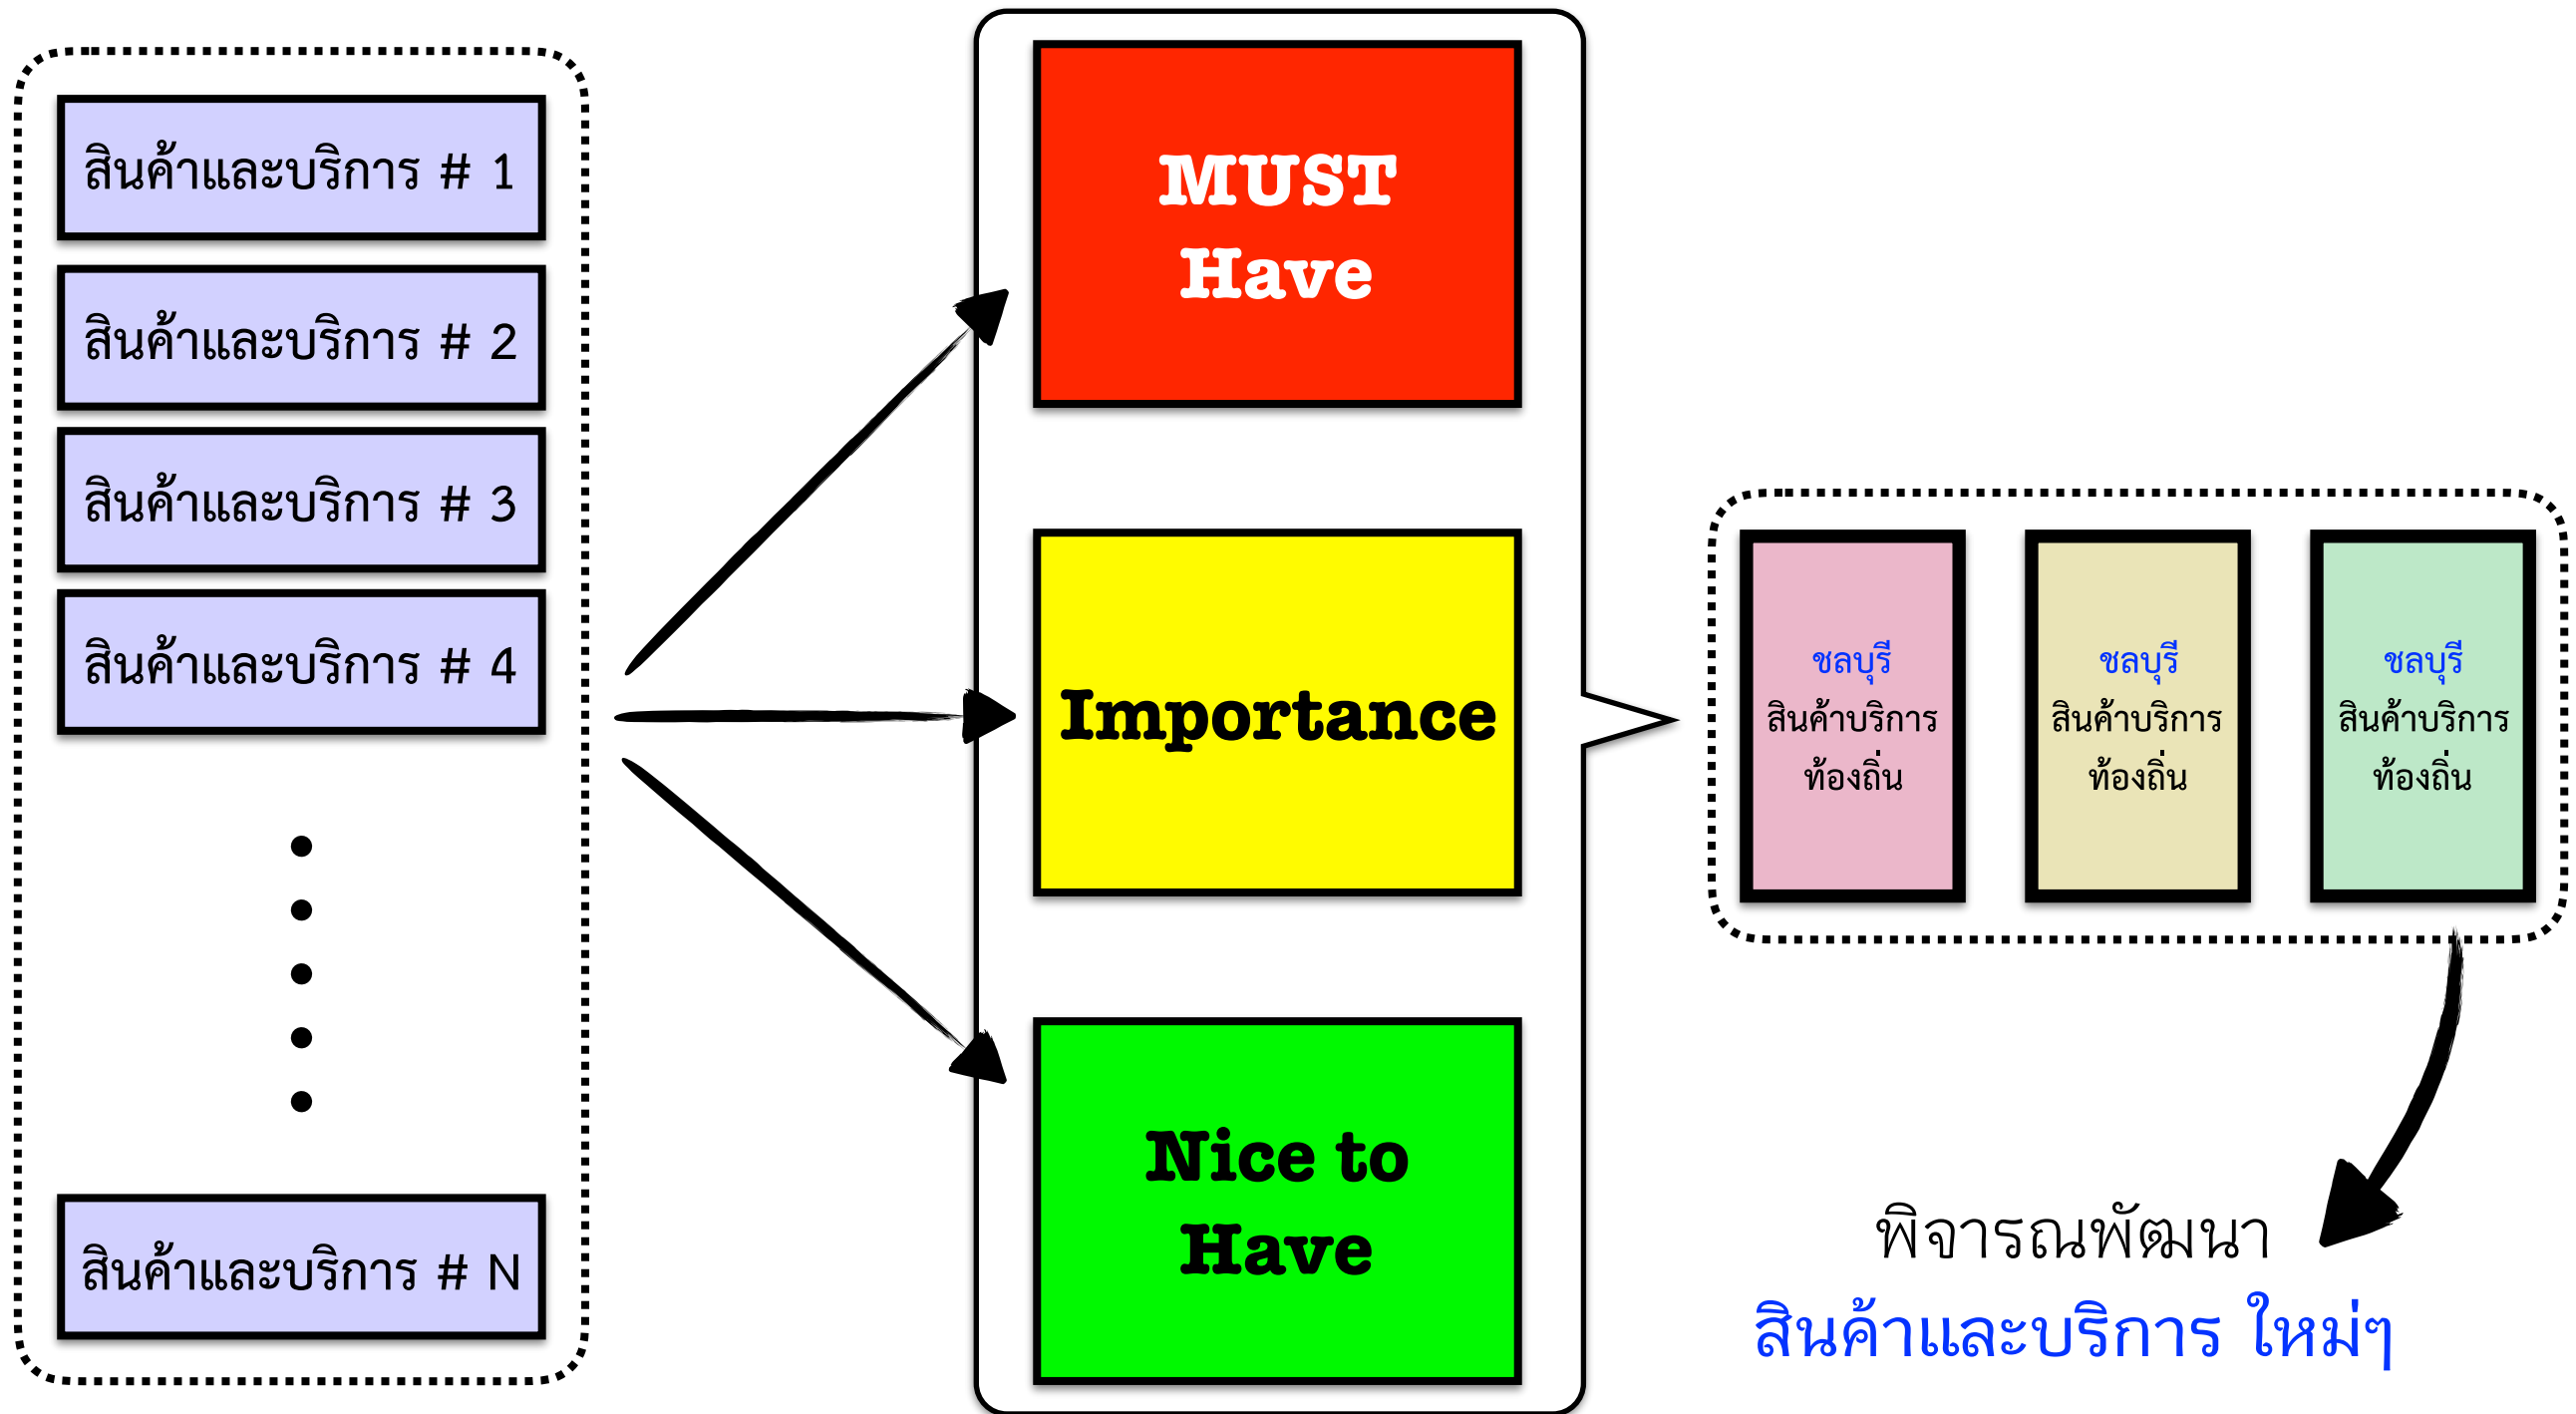 สินค้าและบริการ # 1
สินค้าและบริการ # 2
สินค้าและบริการ # 3
สินค้าและบริการ # 4
สินค้าและบริการ # N
MUST
Have
Importance
Nice to
Have
ชลบุรี
สินค้าบริการ
ท้องถิ่น
ชลบุรี
สินค้าบริการ
ท้องถิ่น
ชลบุรี
สินค้าบริการ
ท้องถิ่น
พิจารณพัฒนา
สินค้าและบริการ ใหม่ๆ